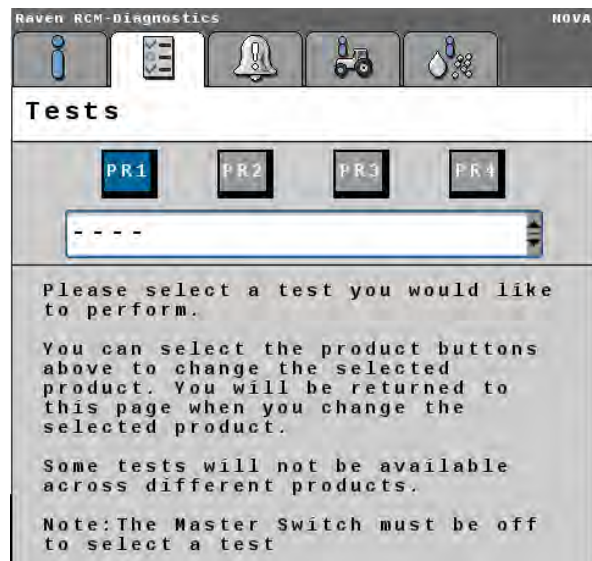 Raven RCM-Diagnostics NOVA
Tests
PR1 PR2 PR3 PR4
----
Please select a test you would like
to perform.
You can select the product buttons
above to change the selected
product. You will be returned to
this page when you change the
selected product.
Some tests will not be available
across different products.
Note:The Master Switch must be off
to select a test